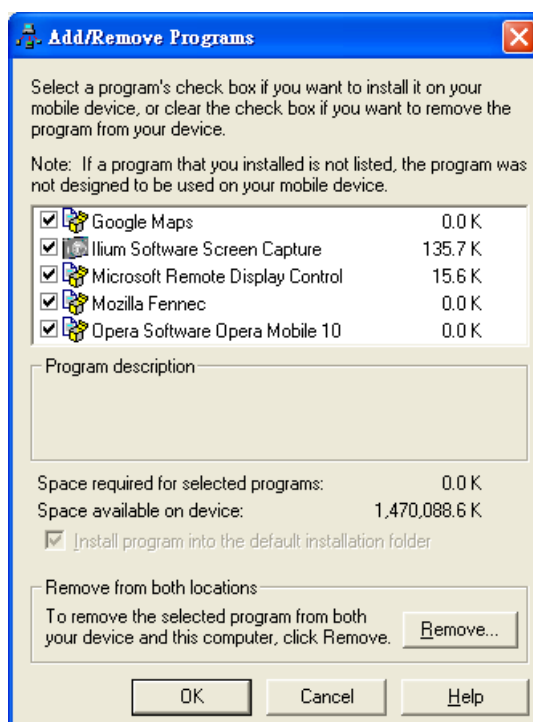 Add/Remove Programs
Select a program's check box if you want to install it on your
mobile device, or clear the check box if you want to remove the
program from your device.
Note: If a program that you installed is not listed, the program was
not designed to be used on your mobile device.
Google Maps 0.0 K
Ilium Software Screen Capture 135.7 K
Microsoft Remote Display Control 15.6 K
Mozilla Fennec 0.0 K
Opera Software Opera Mobile 10 0.0 K
Program description
Space required for selected programs: 0.0 K
Space available on device: 1,470,088.6 K
Install program into the default installation folder
Remove from both locations
To remove the selected program from both
your device and this computer, click Remove.
Remove...
OK Cancel Help